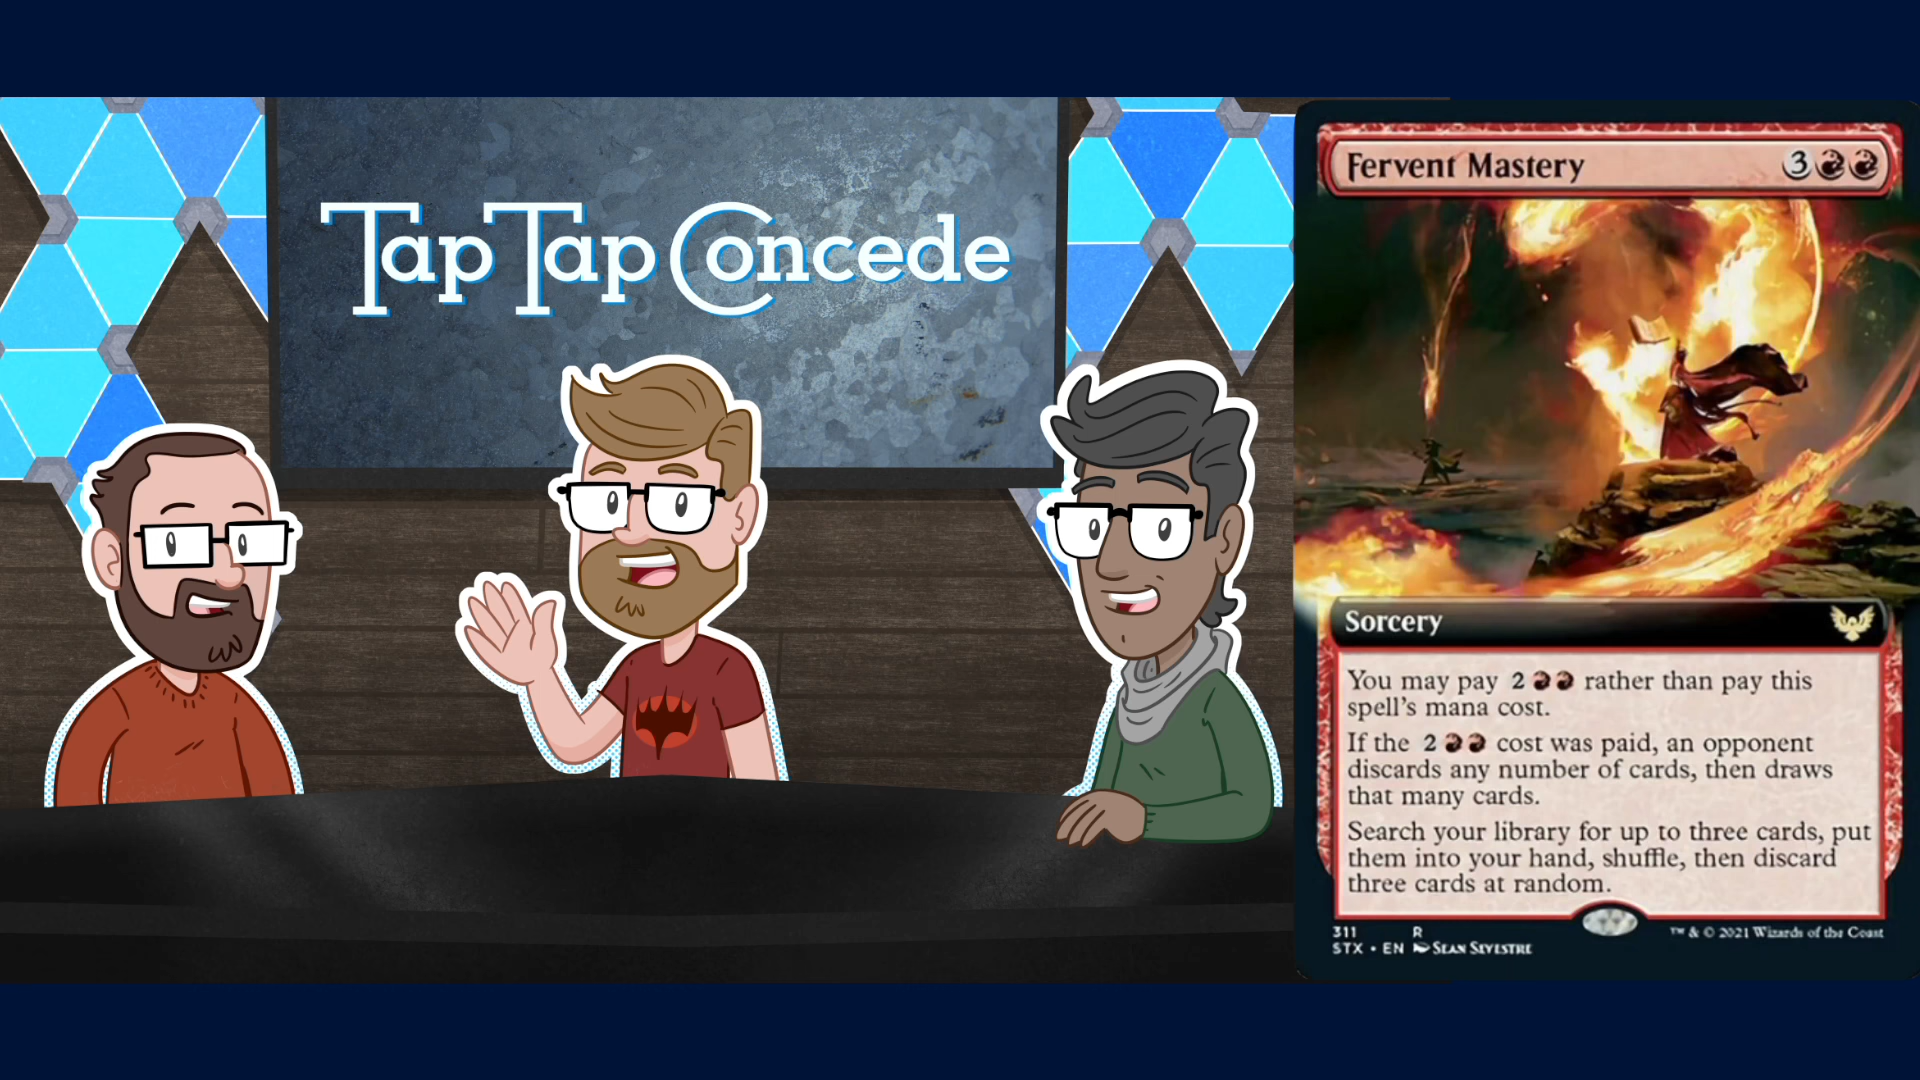 Tap Tap Concede
Fervent Mastery 3
Sorcery
You may pay 2 rather than pay this
spell's mana cost.
If the 2 cost was paid, an opponent
discards any number of cards, then draws
that many cards.
Search your library for up to three cards, put
them into your hand, shuffle, then discard
three cards at random.
311 R
STX • EN Sean Sevestre
™ & © 2021 Wizards of the Coast